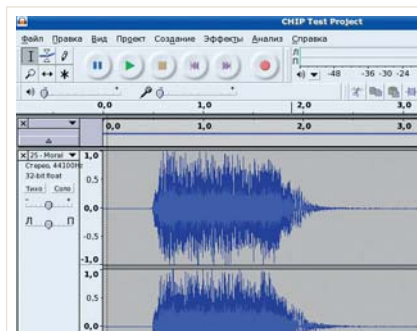 CHIP Test Project
Файл Правка Вид Проект Создание Эффекты Анализ Справка
Л
П
-48 -36 -30 -24
0,0 1,0 2,0 3,0
0,0 1,0 2,0 3,0
25 - Moral 1,0
Стерео, 44100Hz
32-bit float 0,5
Тихо Соло
- + 0,0
Л П
-0,5
-1,0
1,0
0,5
0,0